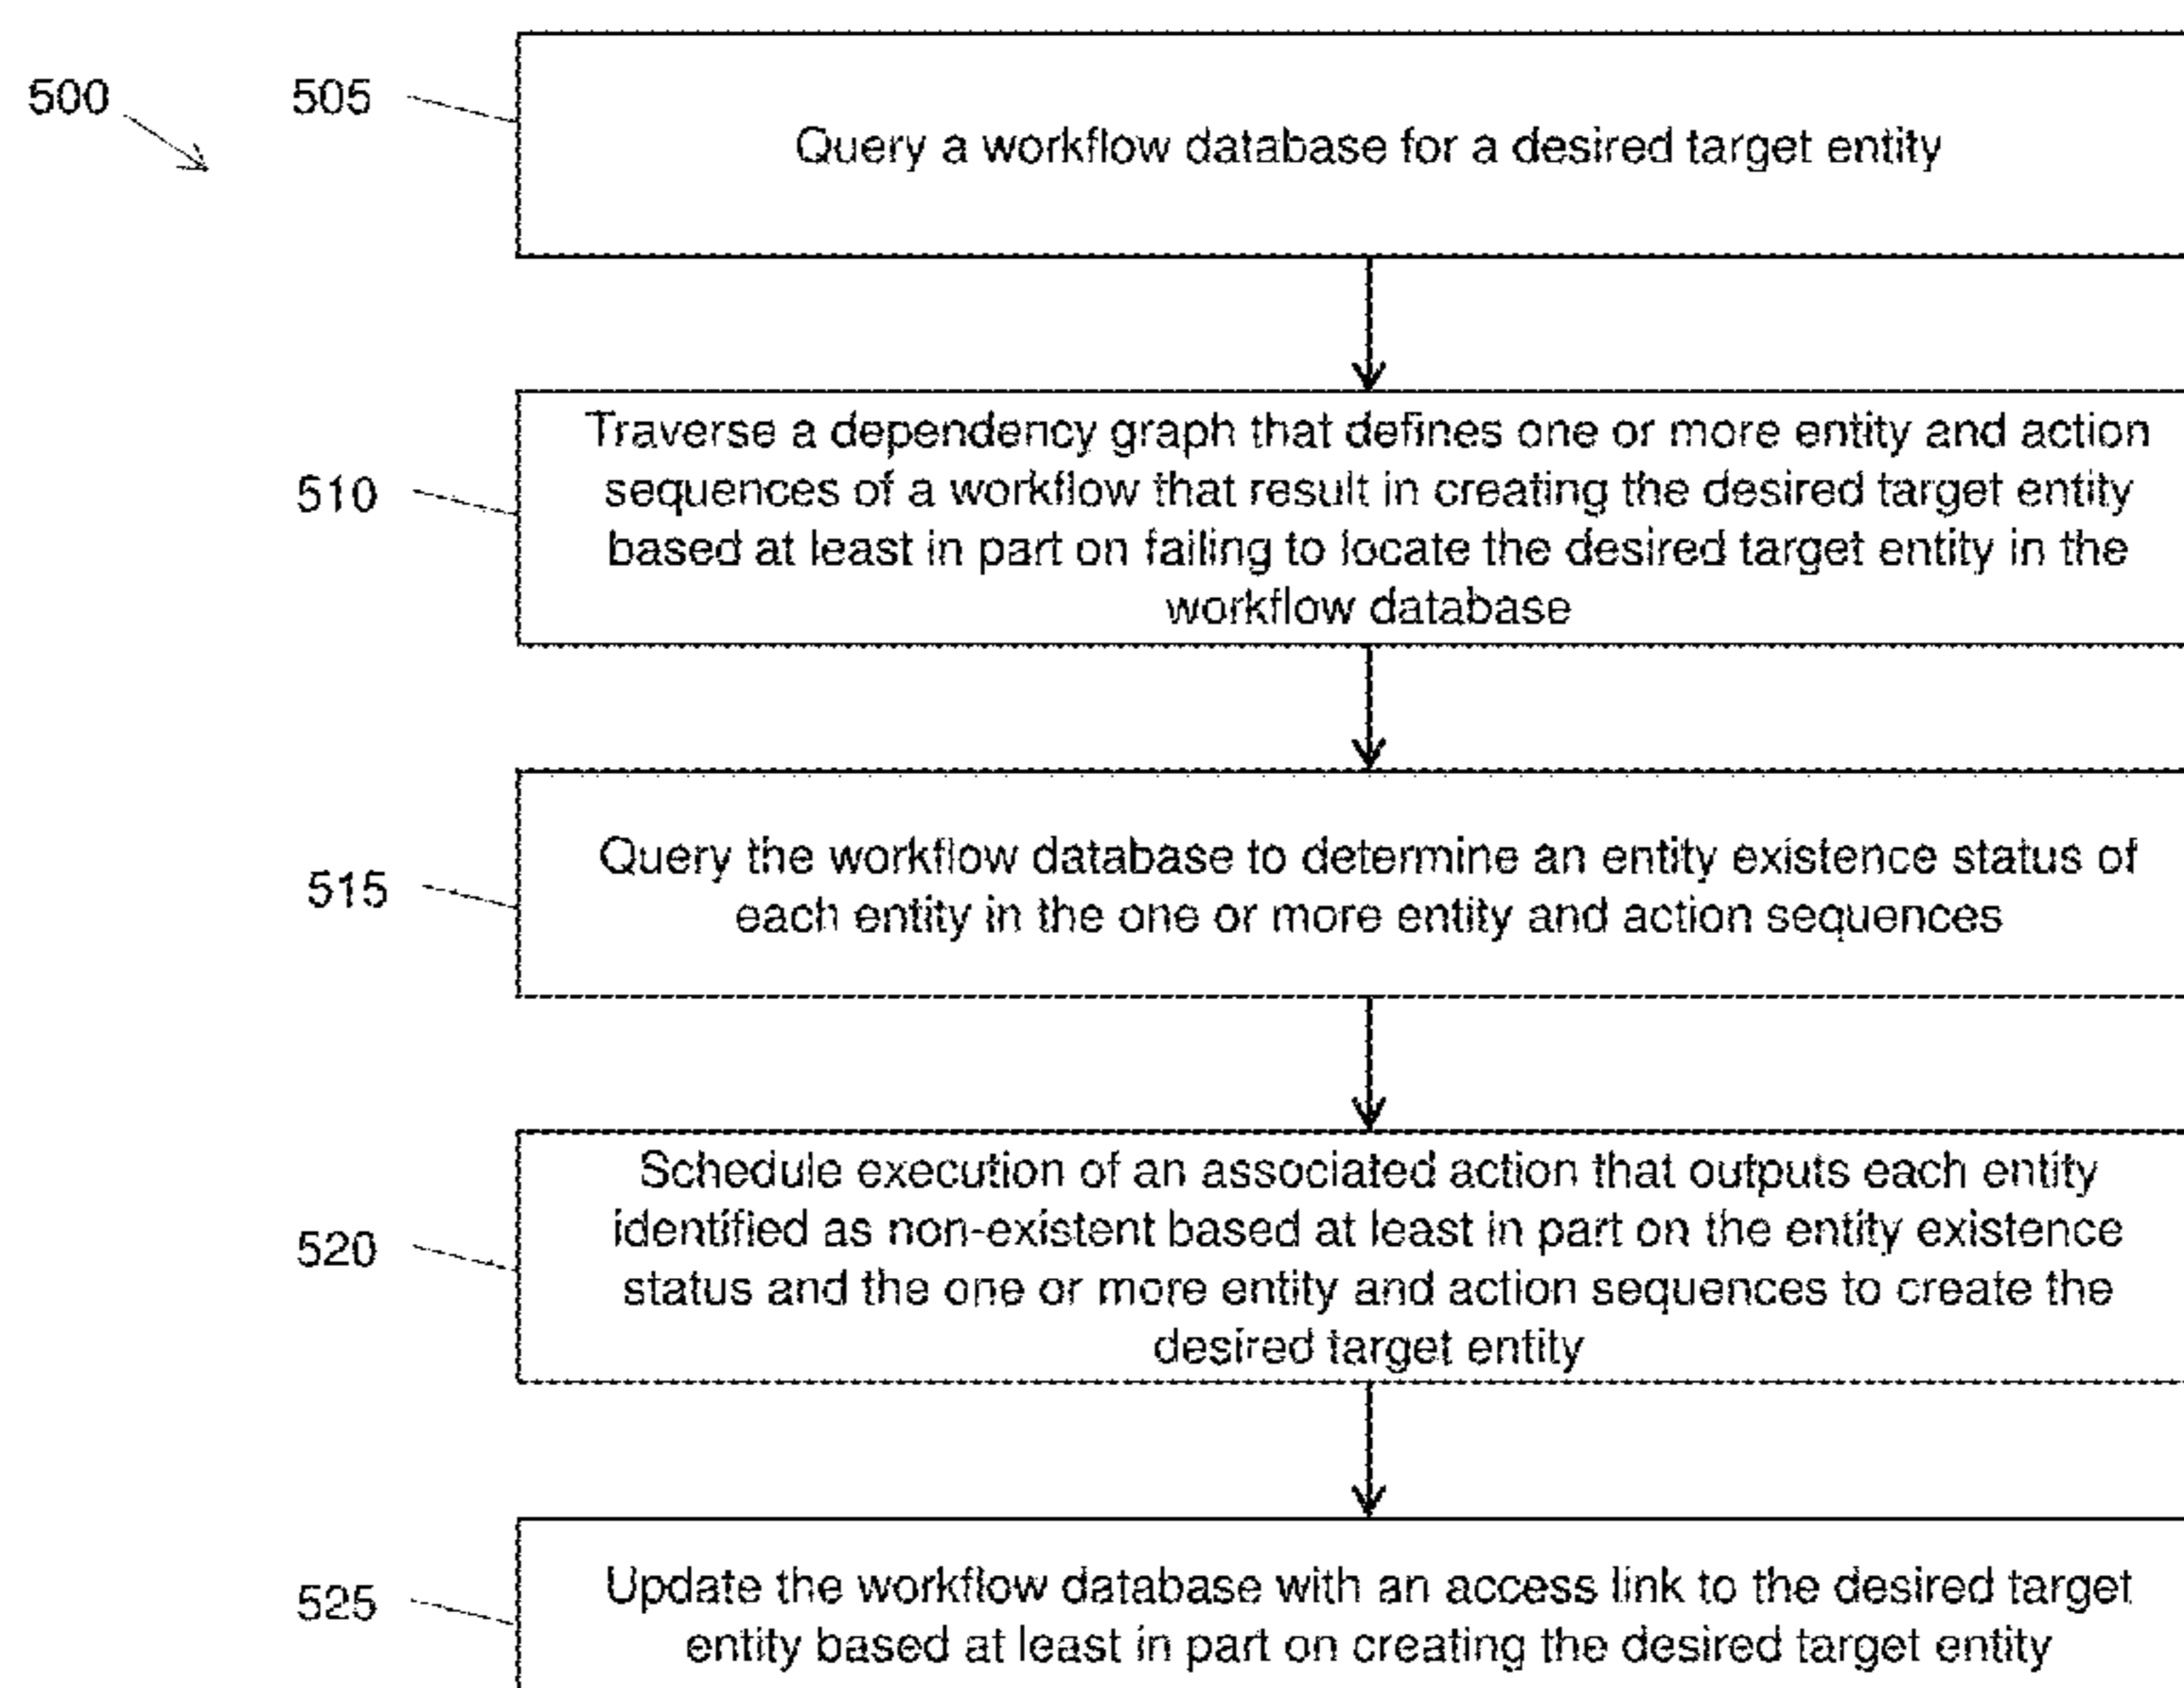 500
505
Query a workflow database for a desired target entity
510
Traverse a dependency graph that defines one or more entity and action
sequences of a workflow that result in creating the desired target entity
based at least in part on failing to locate the desired target entity in the
workflow database
515
Query the workflow database to determine an entity existence status of
each entity in the one or more entity and action sequences
520
Schedule execution of an associated action that outputs each entity
identified as non-existent based at least in part on the entity existence
status and the one or more entity and action sequences to create the
desired target entity
525
Update the workflow database with an access link to the desired target
entity based at least in part on creating the desired target entity